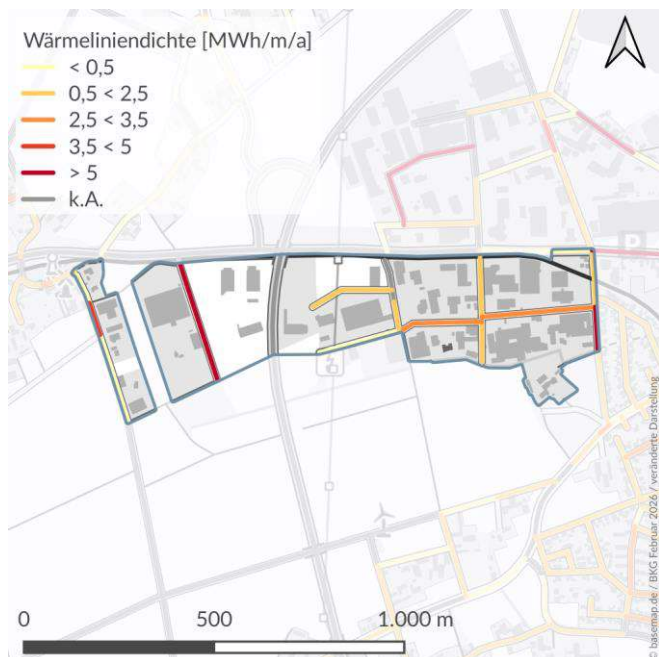 Wärmeliniendichte [MWh/m/a]
< 0,5
0,5 < 2,5
2,5 < 3,5
3,5 < 5
> 5
k.A.
P
0 500 1.000 m
© basemap.de / BKG Februar 2026 / veränderte Darstellung